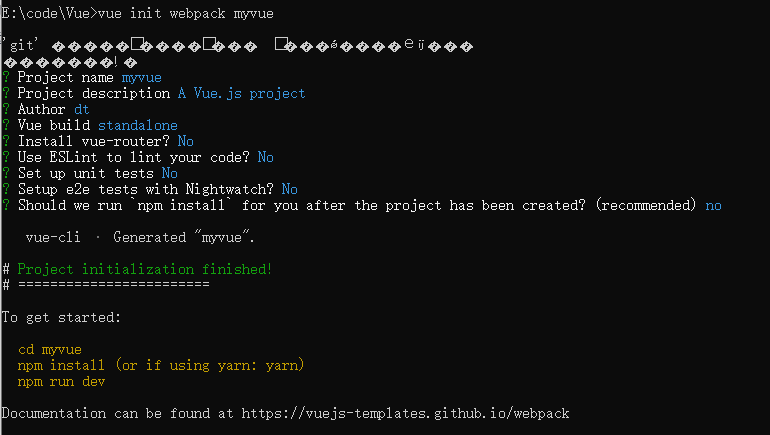 E:\code\Vue>vue init webpack myvue
'git'
? Project name myvue
? Project description A Vue.js project
? Author dt
? Vue build standalone
? Install vue-router? No
? Use ESLint to lint your code? No
? Set up unit tests No
? Setup e2e tests with Nightwatch? No
? Should we run `npm install` for you after the project has been created? (recommended) no
vue-cli · Generated "myvue".
# Project initialization finished!
# ========================
To get started:
cd myvue
npm install (or if using yarn: yarn)
npm run dev
Documentation can be found at https://vuejs-templates.github.io/webpack